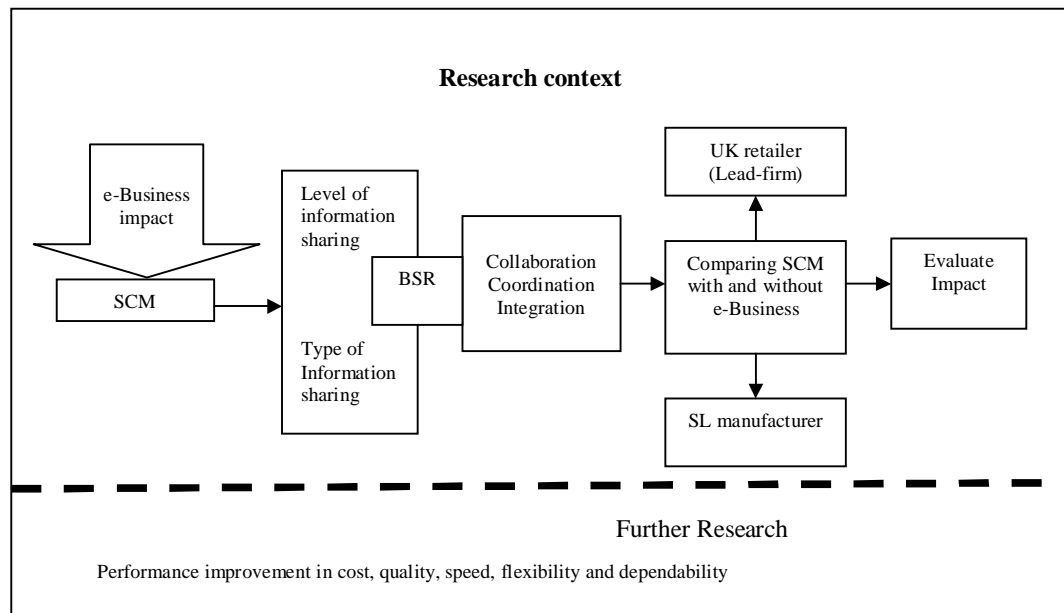 Research context
e-Business
impact
SCM
Level of
information
sharing
Type of
Information
sharing
BSR
Collaboration
Coordination
Integration
UK retailer
(Lead-firm)
Comparing SCM
with and without
e-Business
SL manufacturer
Evaluate
Impact
Further Research
Performance improvement in cost, quality, speed, flexibility and dependability